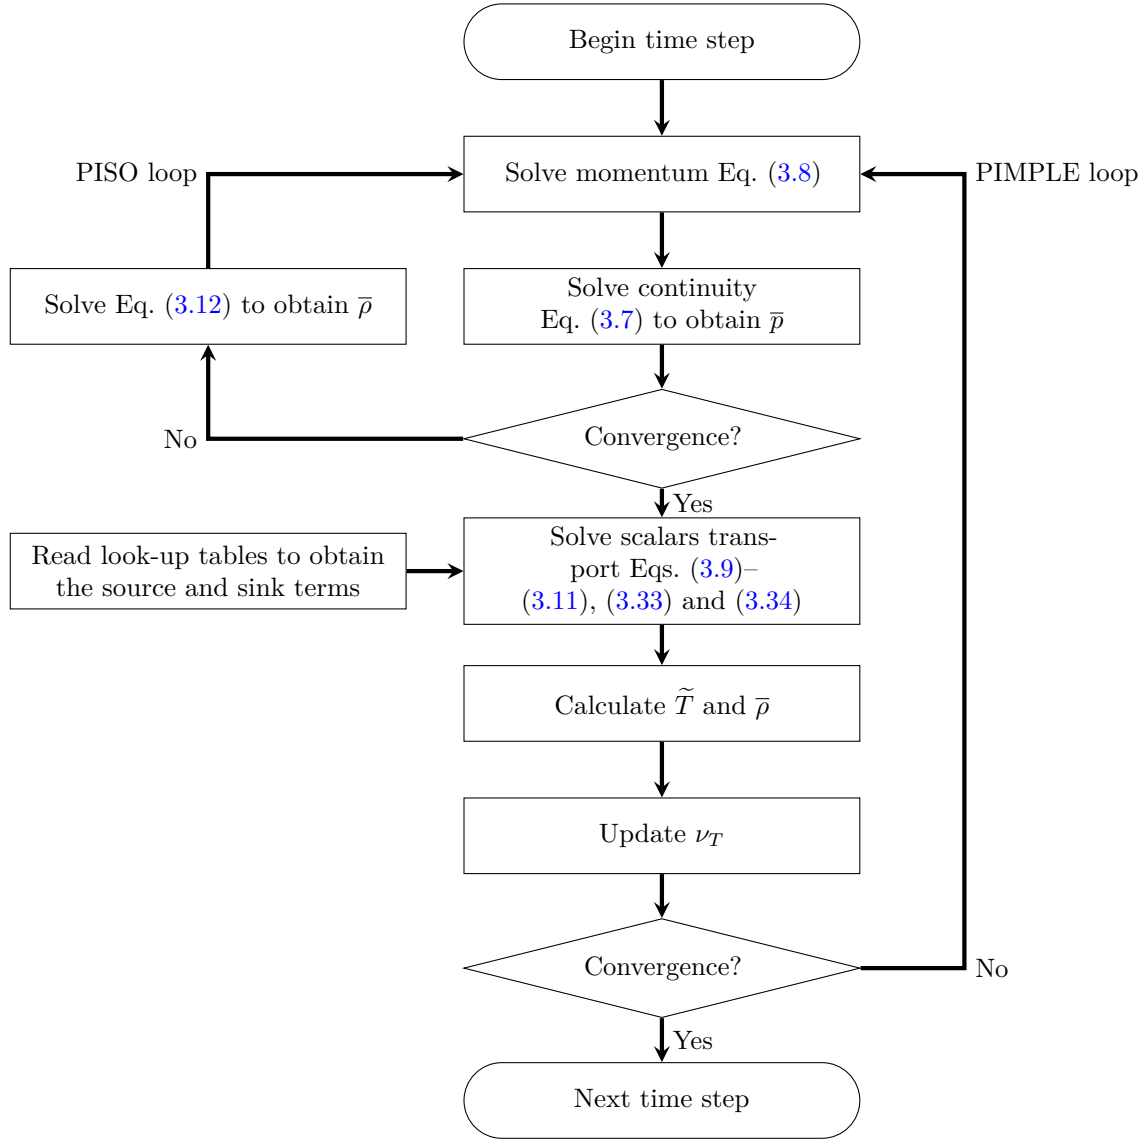 Begin time step
PISO loop
Solve momentum Eq. (3.8)
PIMPLE loop
Solve Eq. (3.12) to obtain ρ̅
Solve continuity
Eq. (3.7) to obtain p̅
Convergence?
No
Yes
Read look-up tables to obtain
the source and sink terms
Solve scalars trans-
port Eqs. (3.9)–
(3.11), (3.33) and (3.34)
Calculate T̃ and ρ̅
Update ν_T
Convergence?
No
Yes
Next time step